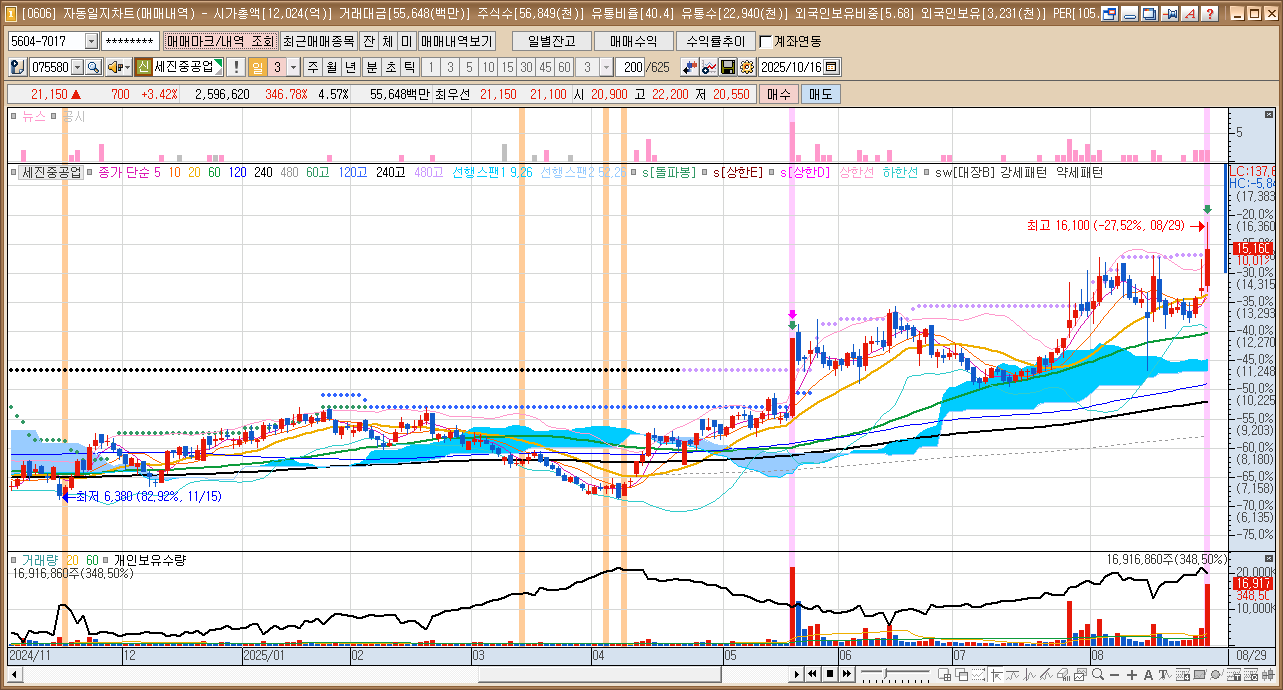 [0606] 자동일지차트(매매내역) - 시가총액[12,024(억)] 거래대금[55,648(백만)] 주식수[56,849(천)] 유통비율[40.4] 유통수[22,940(천)] 외국인보유비중[5.68] 외국인보유[3,231(천)] PER[105.
5604-7017 ******** 매매마크/내역 조회 최근매매종목 잔 체 미 매매내역보기 일별잔고 매매수익 수익률추이 계좌연동
075580 신 세진중공업 ! 일 3 주 월 년 분 초 틱 1 3 5 10 15 30 45 60 3 200 /625 2025/10/16
21,150 ▲ 700 +3.42% 2,596,620 346.78% 4.57% 55,648백만 최우선 21,150 21,100 시 20,900 고 22,200 저 20,550 매수 매도
뉴스 공시
5
세진중공업 종가 단순 5 10 20 60 120 240 480 60고 120고 240고 480고 선행스팬1 9,26 선행스팬2 52,26 s[돌파봉] s[상한E] s[상한D] 상한선 하한선 sw[대장B] 강세패턴 약세패턴
LC:137,6
HC:-5,84
(17,383
-20,0%
최고 16,100 (-27,52%, 08/29)
(16,360
15,160
10,01%
-30,0%
(14,315
-35,0%
(13,293
-40,0%
(12,270
-45,0%
(11,248
-50,0%
(10,225
-55,0%
(9,203)
-60,0%
(8,180)
-65,0%
(7,158)
-70,0%
(6,135)
-75,0%
최저 6,380 (82,92%, 11/15)
거래량 20 60 개인보유수량
16,916,860주(348,50%)
16,916,860주(348,50%)
20,000K
16,917
348,50
10,000K
2024/11 12 2025/01 02 03 04 05 06 07 08 08/29